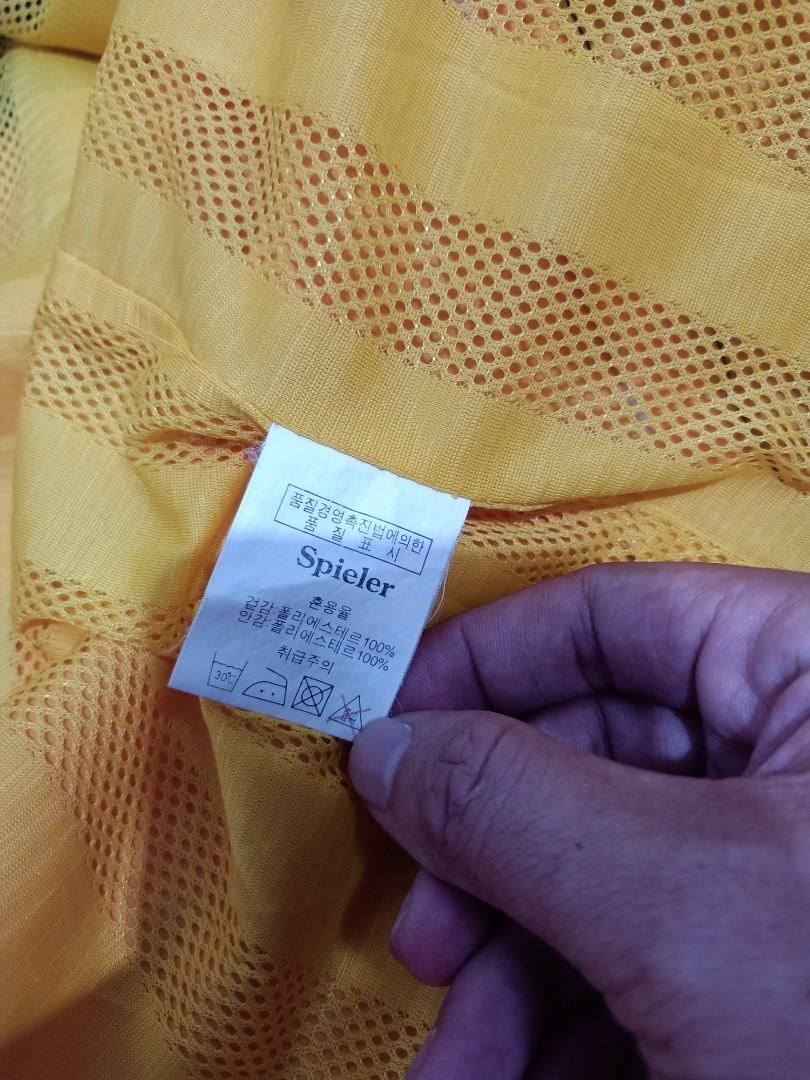 품질경영촉진법에의한
품 질 표 시
Spieler
혼용율
겉감:폴리에스테르100%
안감:폴리에스테르100%
취급주의
30℃